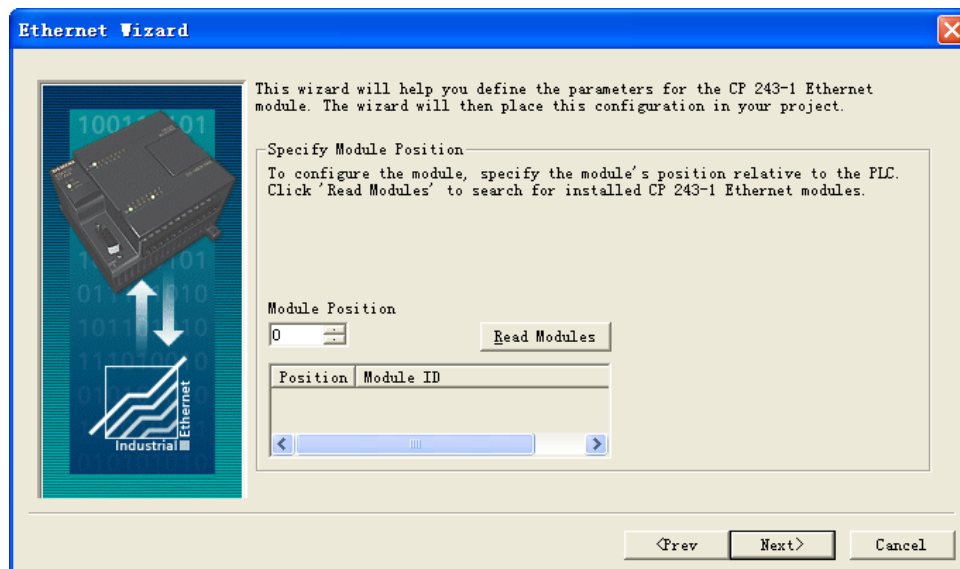 Ethernet Wizard
This wizard will help you define the parameters for the CP 243-1 Ethernet
module. The wizard will then place this configuration in your project.
Specify Module Position
To configure the module, specify the module's position relative to the PLC.
Click 'Read Modules' to search for installed CP 243-1 Ethernet modules.
Module Position
0
Read Modules
Position Module ID
Industrial
Ethernet
<Prev
Next>
Cancel